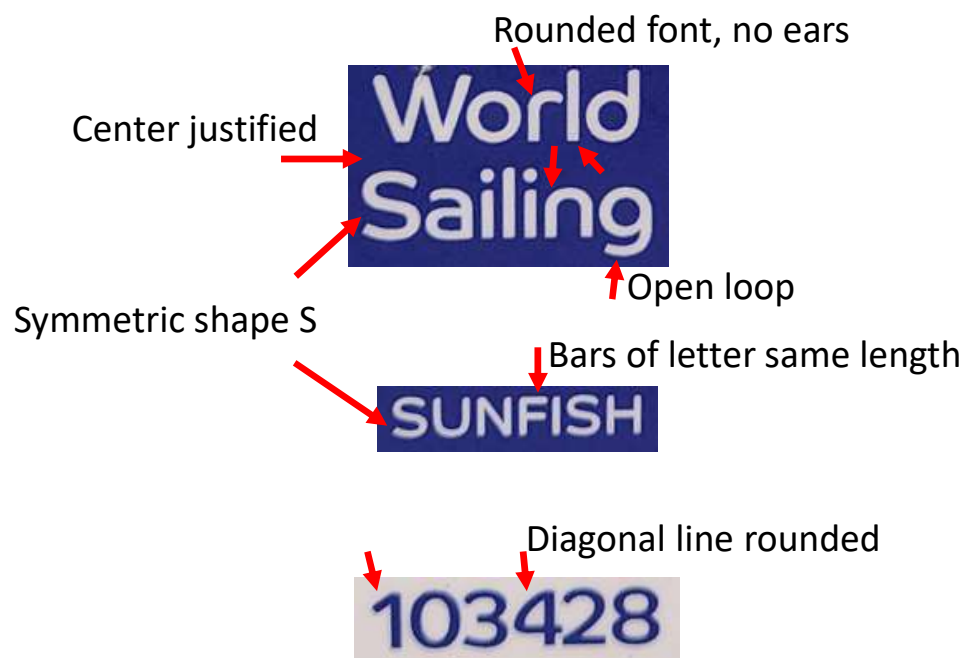 Rounded font, no ears
World
Center justified
Sailing
Open loop
Symmetric shape S
Bars of letter same length
SUNFISH
Diagonal line rounded
103428